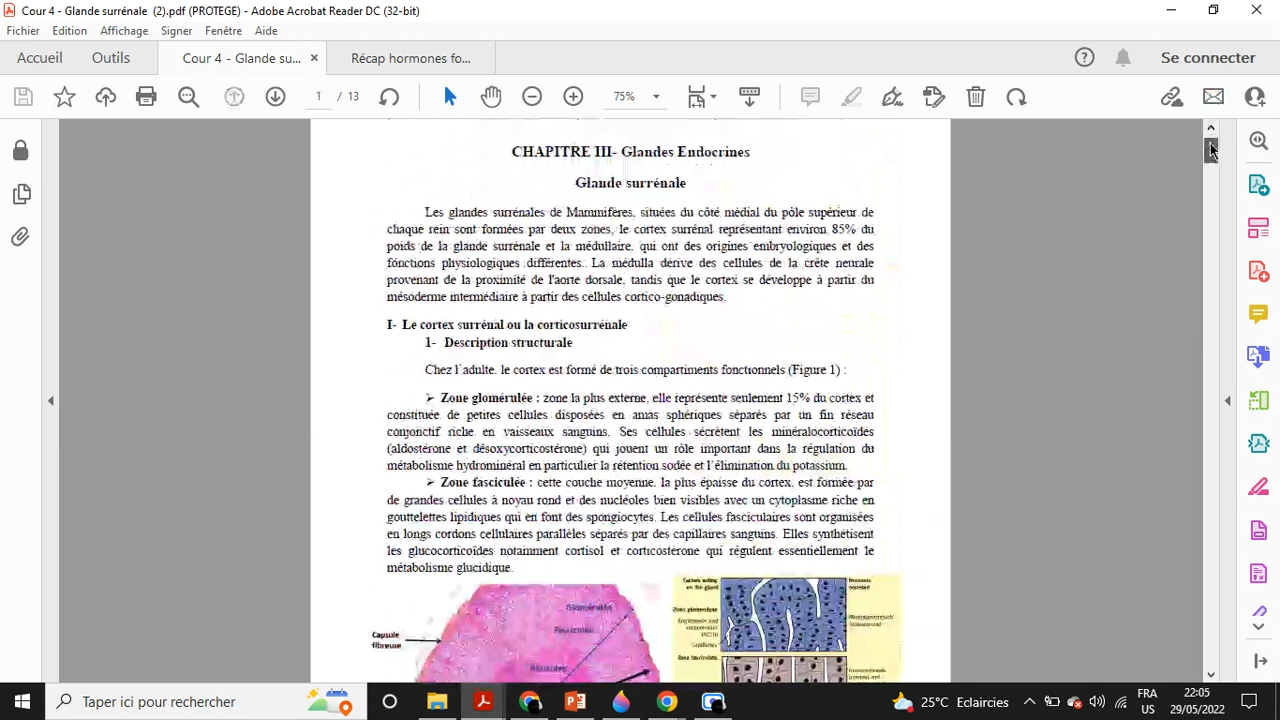 Cour 4 - Glande surrénale (2).pdf (PROTEGE) - Adobe Acrobat Reader DC (32-bit)
Fichier Edition Affichage Signer Fenêtre Aide
Accueil Outils Cour 4 - Glande su... × Récap hormones fo... Se connecter
1 / 13 75%
CHAPITRE III- Glandes Endocrines
Glande surrénale
Les glandes surrénales de Mammifères, situées du côté médial du pôle supérieur de
chaque rein sont formées par deux zones, le cortex surrénal représentant environ 85% du
poids de la glande surrénale et la médullaire, qui ont des origines embryologiques et des
fonctions physiologiques différentes. La médulla dérive des cellules de la crête neurale
provenant de la proximité de l'aorte dorsale, tandis que le cortex se développe à partir du
mésoderme intermédiaire à partir des cellules cortico-gonadiques.
I- Le cortex surrénal ou la corticosurrénale
1- Description structurale
Chez l'adulte, le cortex est formé de trois compartiments fonctionnels (Figure 1) :
➢ Zone glomérulée : zone la plus externe, elle représente seulement 15% du cortex et
constituée de petites cellules disposées en amas sphériques séparés par un fin réseau
conjonctif riche en vaisseaux sanguins. Ses cellules sécrètent les minéralocorticoïdes
(aldostérone et désoxycorticostérone) qui jouent un rôle important dans la régulation du
métabolisme hydrominéral en particulier la rétention sodée et l'élimination du potassium.
➢ Zone fasciculée : cette couche moyenne, la plus épaisse du cortex, est formée par
de grandes cellules à noyau rond et des nucléoles bien visibles avec un cytoplasme riche en
gouttelettes lipidiques qui en font des spongiocytes. Les cellules fasciculaires sont organisées
en longs cordons cellulaires parallèles séparés par des capillaires sanguins. Elles synthétisent
les glucocorticoïdes notamment cortisol et corticostérone qui régulent essentiellement le
métabolisme glucidique.
Capsule
fibreuse
Factors acting
on the gland
Zona glomerulosa
Taper ici pour rechercher
25°C Eclaircies
FRA
US
22:05
29/05/2022